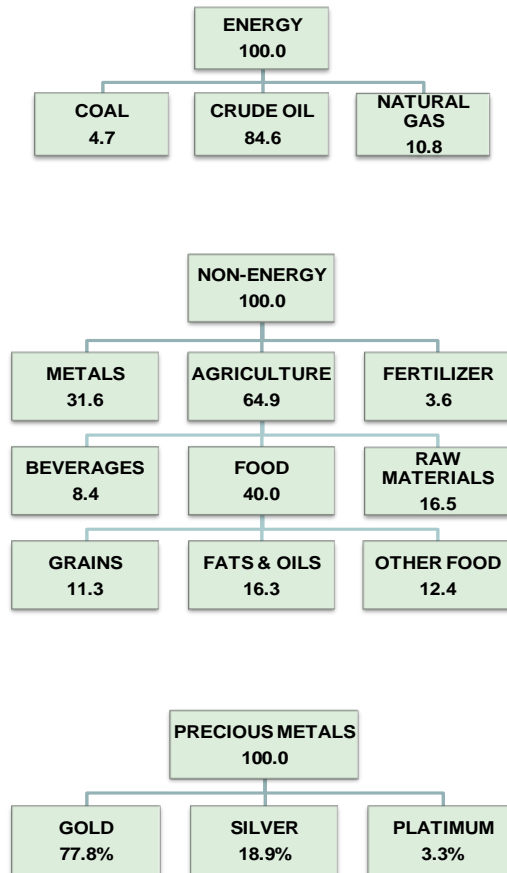 ENERGY
100.0
COAL
4.7
CRUDE OIL
84.6
NATURAL
GAS
10.8
NON-ENERGY
100.0
METALS
31.6
AGRICULTURE
64.9
FERTILIZER
3.6
BEVERAGES
8.4
FOOD
40.0
RAW
MATERIALS
16.5
GRAINS
11.3
FATS & OILS
16.3
OTHER FOOD
12.4
PRECIOUS METALS
100.0
GOLD
77.8%
SILVER
18.9%
PLATIMUM
3.3%